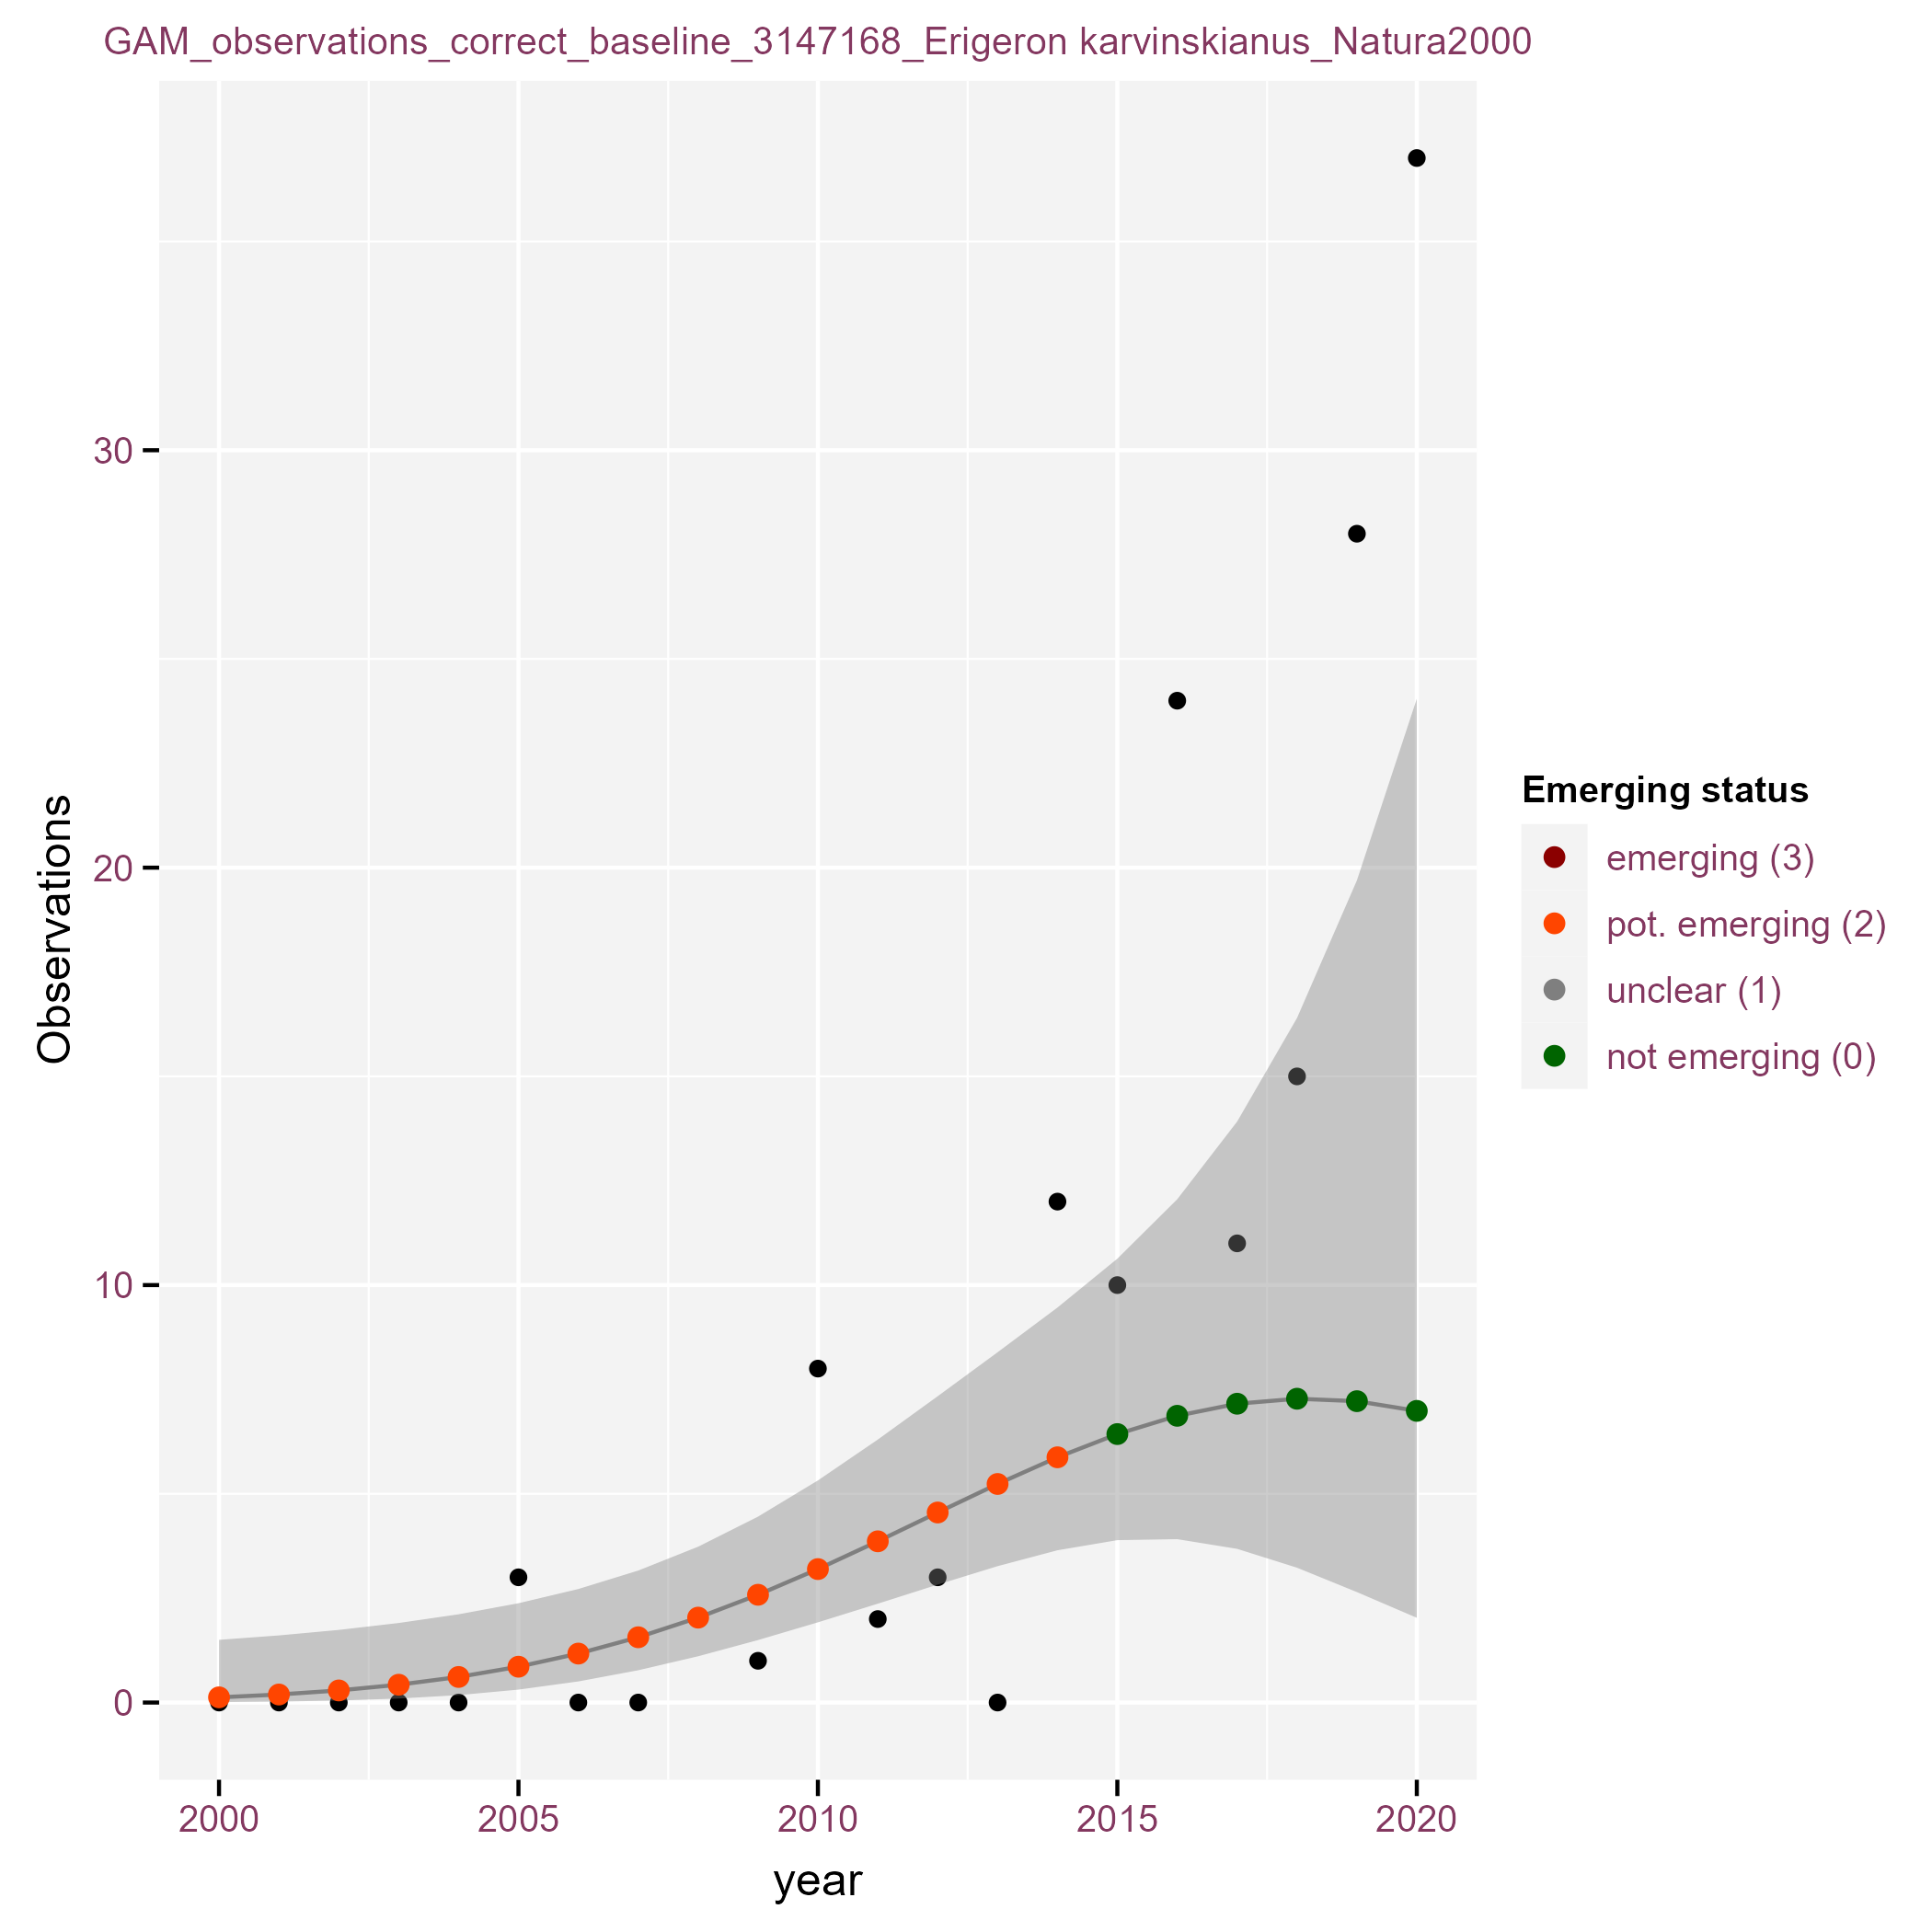 GAM_observations_correct_baseline_3147168_Erigeron karvinskianus_Natura2000
Observations
30
20
10
0
2000
2005
2010
2015
2020
year
Emerging status
emerging (3)
pot. emerging (2)
unclear (1)
not emerging (0)